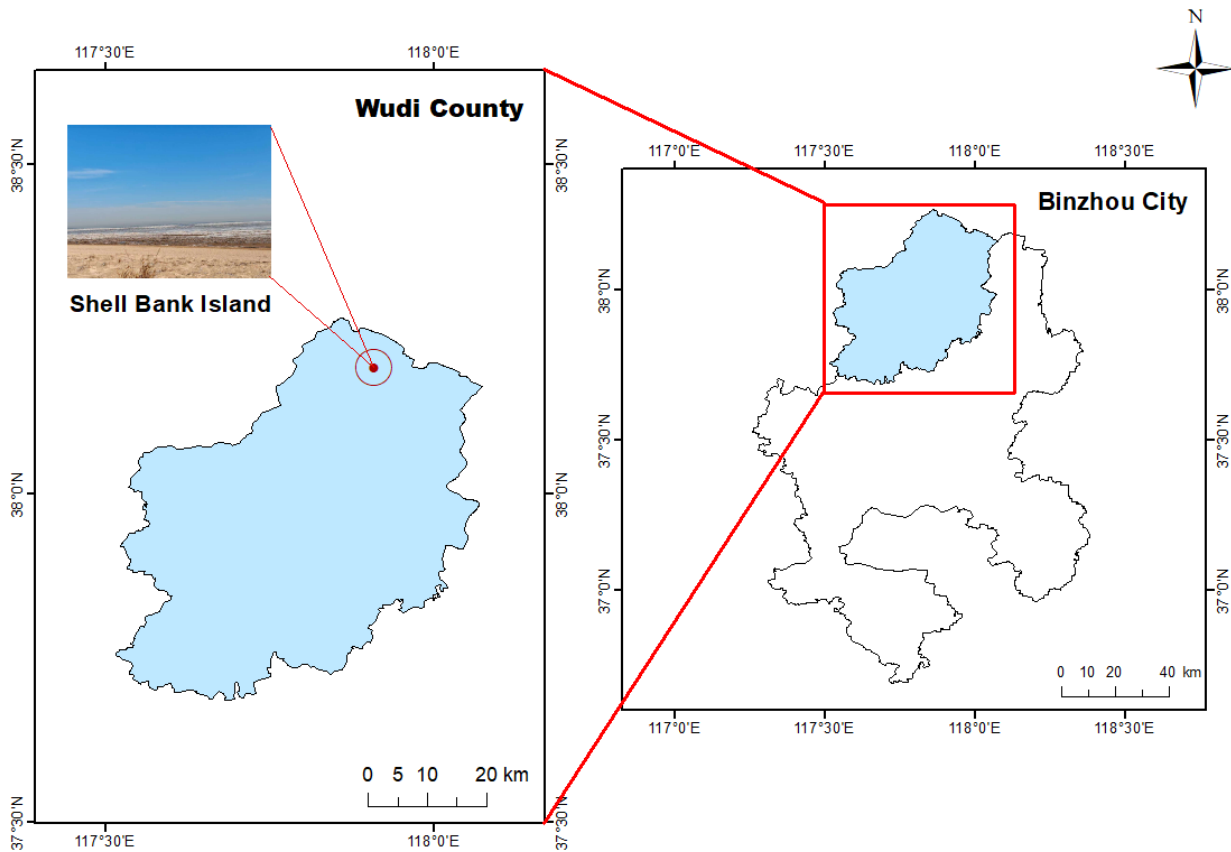 N
117°30'E 118°0'E
Wudi County
38°30'N 38°30'N
Shell Bank Island
38°0'N 38°0'N
0 5 10 20 km
37°30'N 37°30'N
117°30'E 118°0'E
117°0'E 117°30'E 118°0'E 118°30'E
Binzhou City
38°0'N 38°0'N
37°30'N 37°30'N
37°0'N 37°0'N
0 10 20 40 km
117°0'E 117°30'E 118°0'E 118°30'E